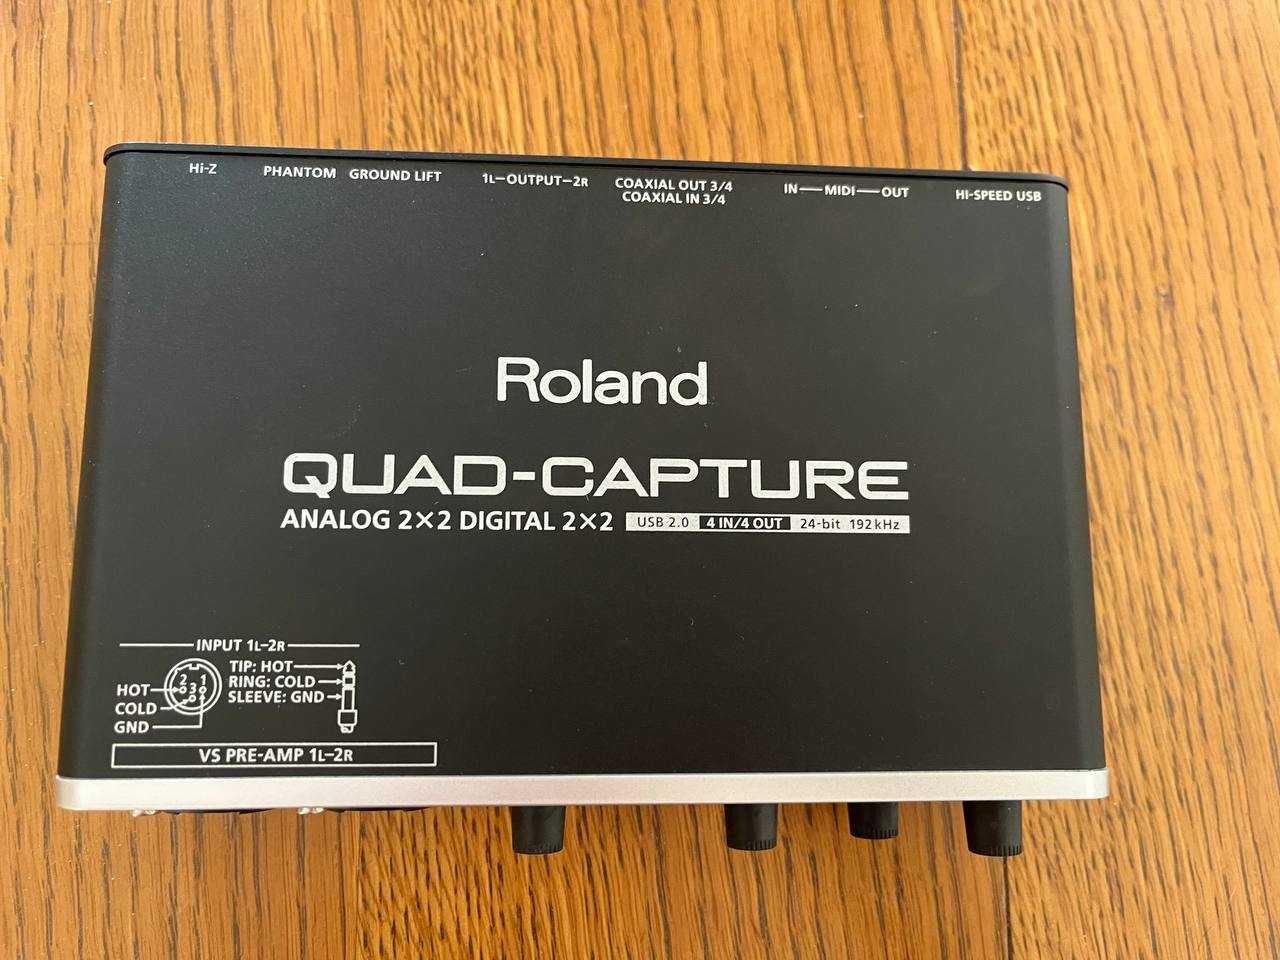 Hi-Z PHANTOM GROUND LIFT 1L-OUTPUT-2R COAXIAL OUT 3/4 IN MIDI OUT HI-SPEED USB
COAXIAL IN 3/4
Roland
QUAD-CAPTURE
ANALOG 2×2 DIGITAL 2×2 USB 2.0 4 IN/4 OUT 24-bit 192kHz
INPUT 1L-2R
TIP: HOT
RING: COLD
SLEEVE: GND
2 1
3
HOT
COLD
GND
VS PRE-AMP 1L-2R